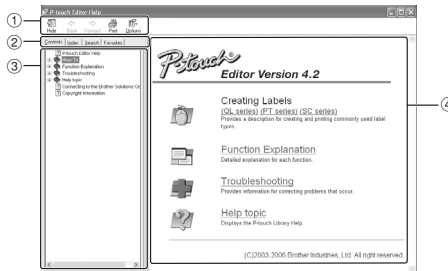 P-touch Editor Help
Hide Back Forward Print Options
Contents Index Search Favorites
P-touch Editor Help
How To
Function Explanation
Troubleshooting
Help topic
Connecting to the Brother Solutions Ce
Copyright Information
1
2
3
4
P-touch
Editor Version 4.2
Creating Labels
(QL series) (PT series) (SC series)
Provides a description for creating and printing commonly used label
types.
Function Explanation
Detailed explanation for each function.
Troubleshooting
Provides information for correcting problems that occur.
Help topic
Displays the P-touch Library Help.
(C)2003-2006 Brother Industries, Ltd. All right reserved.